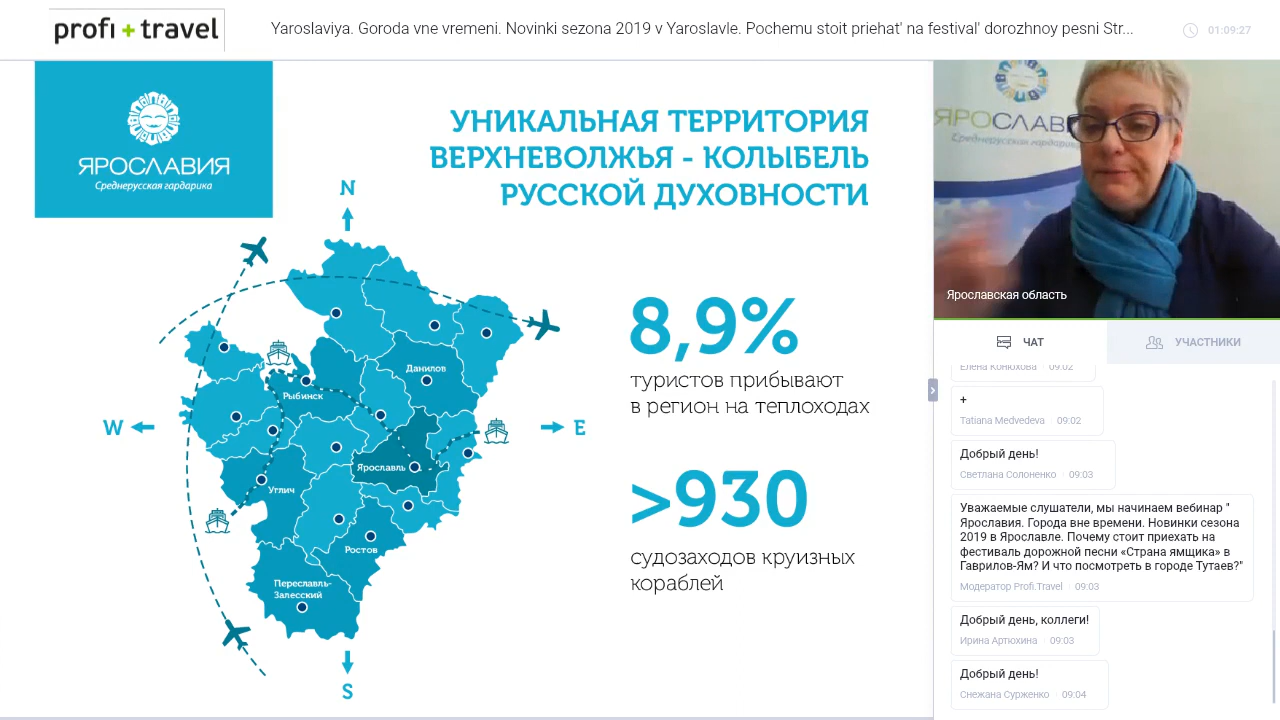 profi + travel
Yaroslaviya. Goroda vne vremeni. Novinki sezona 2019 v Yaroslavle. Pochemu stoit priehat' na festival' dorozhnoy pesni Str...
01:09:27
ЯРОСЛАВИЯ
Среднерусская гардарика
УНИКАЛЬНАЯ ТЕРРИТОРИЯ
ВЕРХНЕВОЛЖЬЯ - КОЛЫБЕЛЬ
РУССКОЙ ДУХОВНОСТИ
N
W
E
S
Данилов
Рыбинск
Ярославль
Углич
Ростов
Переславль-
Залесский
8,9%
туристов прибывают
в регион на теплоходах
>930
судозаходов круизных
кораблей
ЯРОСЛАВ
Среднерусская гардарика
Ярославская область
ЧАТ
УЧАСТНИКИ
Елена Конюхова · 09:02
+
Tatiana Medvedeva · 09:02
Добрый день!
Светлана Солоненко · 09:03
Уважаемые слушатели, мы начинаем вебинар "
Ярославия. Города вне времени. Новинки сезона
2019 в Ярославле. Почему стоит приехать на
фестиваль дорожной песни «Страна ямщика» в
Гаврилов-Ям? И что посмотреть в городе Тутаев?"
Модератор Profi.Travel · 09:03
Добрый день, коллеги!
Ирина Артюхина · 09:03
Добрый день!
Снежана Сурженко · 09:04